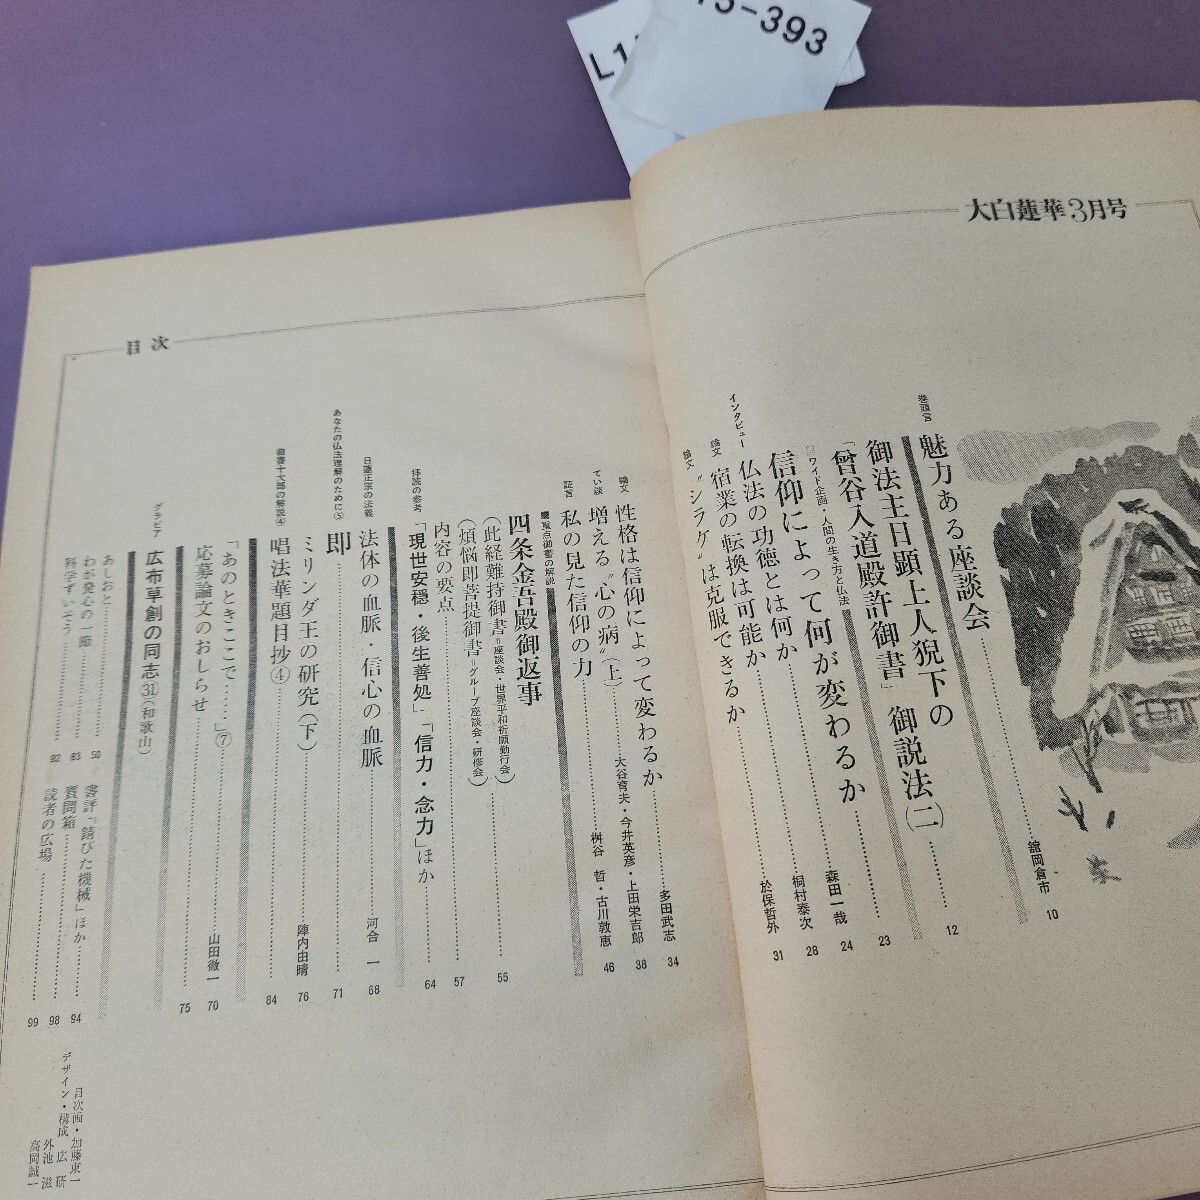 15-393
L1
大白蓮華3月号
巻頭言 魅力ある座談会……舘岡倉市 10
御法主日顕上人猊下の
「曾谷入道殿許御書」御説法(二)……12
ワイド企画・人間の生き方と仏法
信仰によって何が変わるか 23
インタビュー 仏法の功徳とは何か……森田一哉 24
論文 宿業の転換は可能か……桐村泰次 28
論文 "シラケ"は克服できるか……於保哲外 31
論文 性格は信仰によって変わるか……多田武志 34
てい談 増える"心の病"(上)……大谷育夫・今井英彦・上田栄吉郎 38
証言 私の見た信仰の力……桝谷 哲・古川敦恵 46
目次
■重点御書の解説
四条金吾殿御返事
(此経難持御書=座談会・世界平和祈願勤行会)……55
(煩悩即菩提御書=グループ座談会・研修会)
内容の要点……57
拝読の参考 「現世安穏・後生善処」・「信力・念力」ほか……64
日蓮正宗の法義 法体の血脈・信心の血脈……河合 一 68
あなたの仏法理解のために⑤ 即……71
ミリンダ王の研究(下)……陣内由晴 76
御書十大部の解説④ 唱法華題目抄④……84
「あのときここで……」⑦……山田徹一 70
応募論文のおしらせ……75
グラビア 広布草創の同志㉛(和歌山)
あしおと……50
わが発心の一節……83
科学ずいそう……82
書評「錆びた機械」ほか……94
質問箱……98
読者の広場……99
目次画・加藤東一
デザイン・構成 広研
外池 滋
高岡誠一